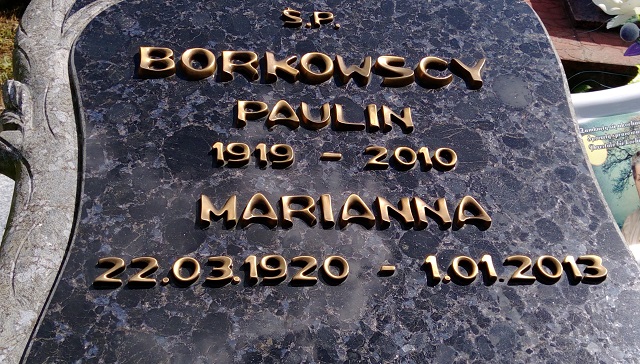 Ś.P.
BORKOWSCY
PAULIN
1919 - 2010
MARIANNA
22.03.1920 - 1.01.2013